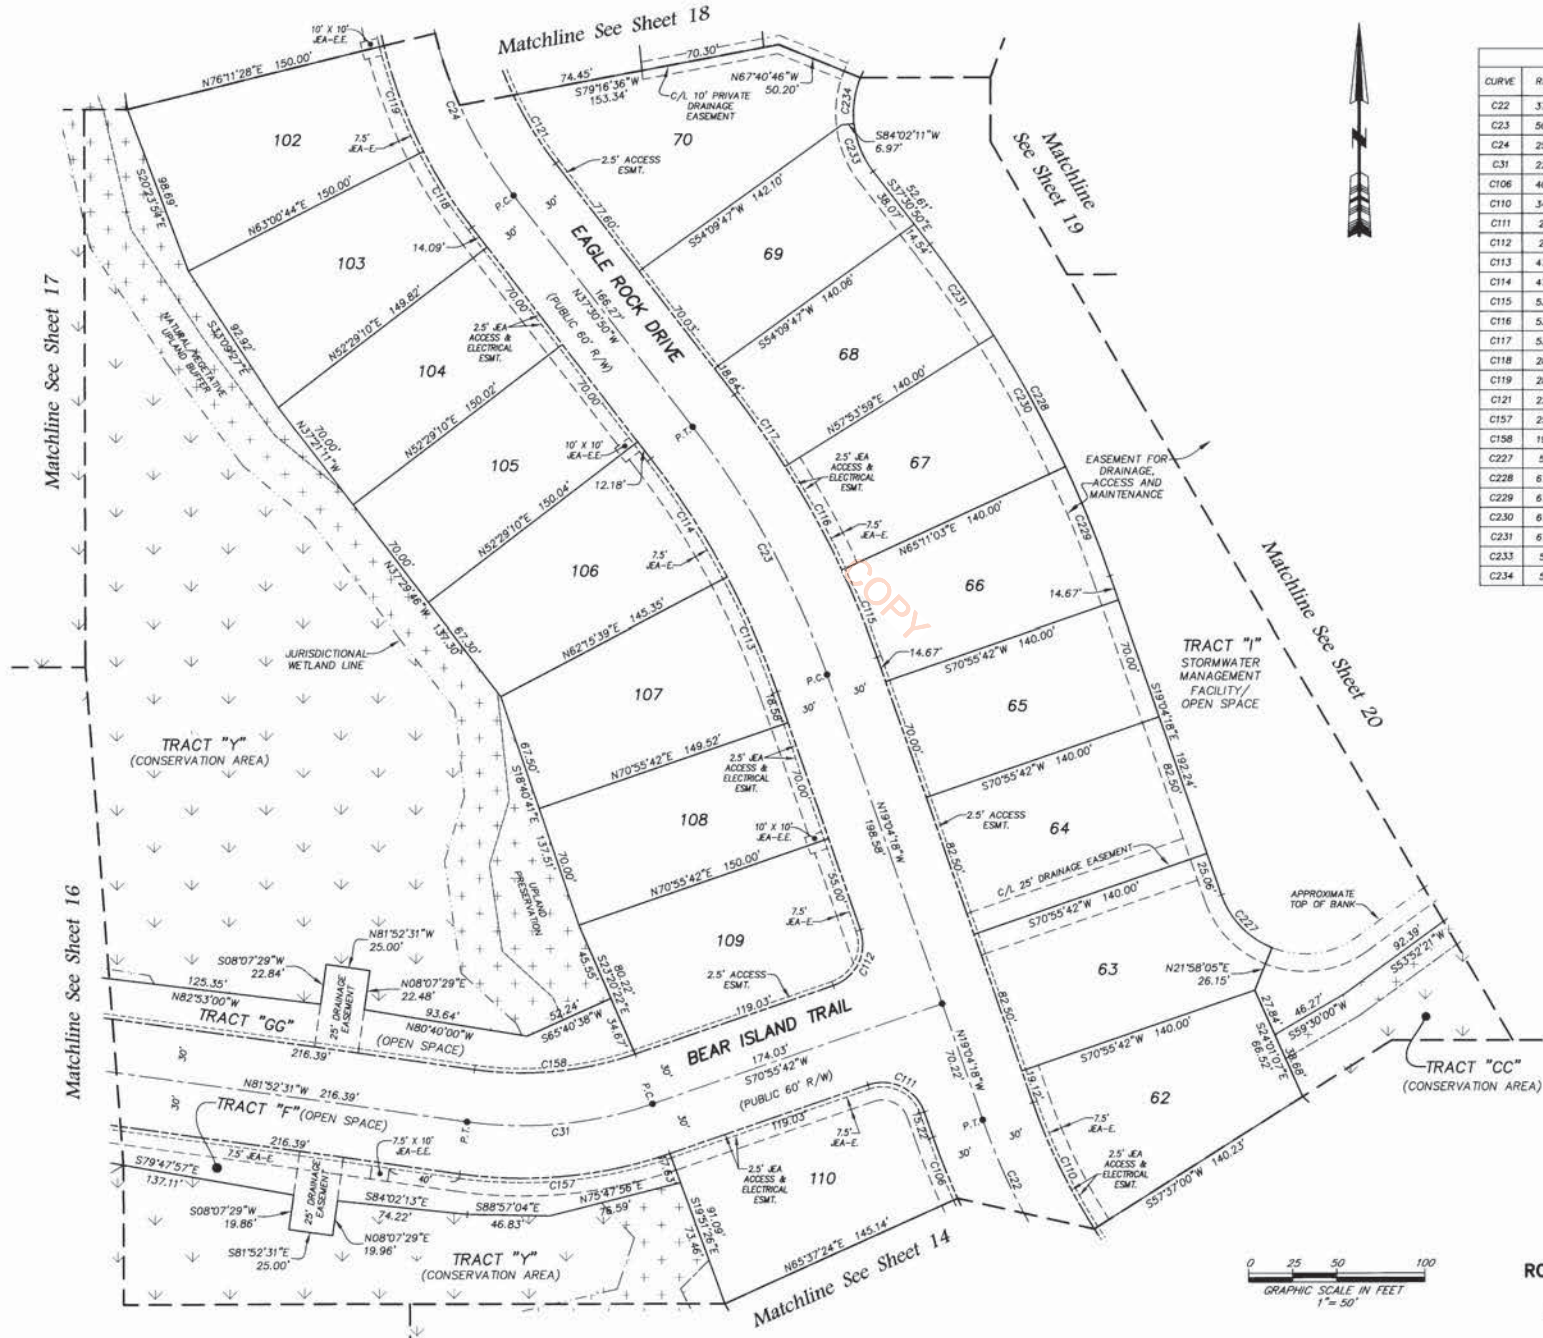 Matchline See Sheet 18
Matchline
See Sheet 19
Matchline See Sheet 20
Matchline See Sheet 14
Matchline See Sheet 16
Matchline See Sheet 17
10' X 10'
JEA-E.E.
N76°11'28"E 150.00'
C119
C24
7.5'
JEA-E
102
98.69'
S20°23'54"E
N63°00'44"E 150.00'
C118
14.09'
103
92.92'
S33°09'27"E
NATURAL/VEGETATIVE
UPLAND BUFFER
N52°29'10"E 149.82'
70.00'
2.5' JEA
ACCESS &
ELECTRICAL
ESMT.
104
70.00'
N37°21'11"W
N52°29'10"E 150.02'
70.00'
10' X 10'
JEA-E.E.
12.18'
105
70.00'
N37°29'46"W
137.30'
67.30'
N52°29'10"E 150.04'
C114
7.5'
JEA-E.
106
N62°15'39"E 145.35'
C113
18.58'
107
JURISDICTIONAL
WETLAND LINE
67.50'
S18°40'41"E
137.51'
70.00'
N70°55'42"E 149.52'
2.5' JEA
ACCESS &
ELECTRICAL
ESMT.
70.00'
108
10' X 10'
JEA-E.E.
N70°55'42"E 150.00'
55.00'
7.5'
JEA-E.
UPLAND
PRESERVATION
109
2.5' ACCESS
ESMT.
C112
119.03'
S23°20'22"E
80.22'
45.55'
34.67'
TRACT "Y"
(CONSERVATION AREA)
74.45'
70.30'
S79°16'36"W
153.34'
C/L 10' PRIVATE
DRAINAGE
EASEMENT
N67°40'46"W
50.20'
C234
70
C121
2.5' ACCESS
ESMT.
S84°02'11"W
6.97'
C233
77.60'
S54°09'47"W 142.10'
52.61'
S37°30'50"E
38.07'
14.54'
69
P.C.
30'
30'
EAGLE ROCK DRIVE
(PUBLIC 60' R/W)
166.27'
N37°30'50"W
70.03'
S54°09'47"W 140.06'
C231
68
18.64'
P.T.
C117
N57°53'59"E 140.00'
C228
C230
67
2.5' JEA
ACCESS &
ELECTRICAL
ESMT.
C116
7.5'
JEA-E.
EASEMENT FOR
DRAINAGE,
ACCESS AND
MAINTENANCE
C23
N65°11'03"E 140.00'
C229
COPY
66
C115
14.67'
14.67'
S70°55'42"W 140.00'
P.C.
30'
30'
TRACT "I"
STORMWATER
MANAGEMENT
FACILITY/
OPEN SPACE
65
70.00'
70.00'
S19°04'18"E
192.24'
82.50'
S70°55'42"W 140.00'
N19°04'18"W
198.58'
2.5' ACCESS
ESMT.
64
82.50'
C/L 25' DRAINAGE EASEMENT
S70°55'42"W 140.00'
25.06'
C227
APPROXIMATE
TOP OF BANK
63
N21°58'05"E
26.15'
92.39'
S53°52'21"W
82.50'
S70°55'42"W 140.00'
27.84'
46.27'
S59°30'00"W
S24°01'07"E
66.52'
38.68'
TRACT "CC"
(CONSERVATION AREA)
N19°04'18"W
70.22'
19.12'
62
7.5'
JEA-E.
P.T.
30'
30'
C110
2.5' JEA
ACCESS &
ELECTRICAL
ESMT.
S57°37'00"W 140.23'
C22
N81°52'31"W
25.00'
S08°07'29"W
22.84'
125.35'
N82°53'00"W
N08°07'29"E
22.48'
93.64'
N80°40'00"W
25' DRAINAGE
EASEMENT
TRACT "GG"
(OPEN SPACE)
52.24'
S65°40'38"W
30'
216.39'
C158
BEAR ISLAND TRAIL
30'
174.03'
S70°55'42"W
(PUBLIC 60' R/W)
N81°52'31"W 216.39'
30'
TRACT "F" (OPEN SPACE)
P.C.
P.T.
C31
30'
216.39'
7.5' JEA-E
7.5' X 10'
JEA-E.E.
40'
S79°47'57"E
137.11'
25' DRAINAGE
EASEMENT
C157
S84°02'13"E
74.22'
S88°57'04"E
46.83'
N75°47'56"E
76.59'
17.63'
S08°07'29"W
19.86'
N08°07'29"E
19.96'
S81°52'31"E
25.00'
TRACT "Y"
(CONSERVATION AREA)
S19°51'26"E
91.09'
73.46'
119.03'
C111
7.5'
JEA-E.
15.22'
2.5' JEA
ACCESS &
ELECTRICAL
ESMT.
110
C106
N65°37'24"E 145.14'
N
CURVE
C22
C23
C24
C31
C106
C110
C111
C112
C113
C114
C115
C116
C117
C118
C119
C121
C157
C158
C227
C228
C229
C230
C231
C233
C234
0 25 50 100
GRAPHIC SCALE IN FEET
1"= 50'